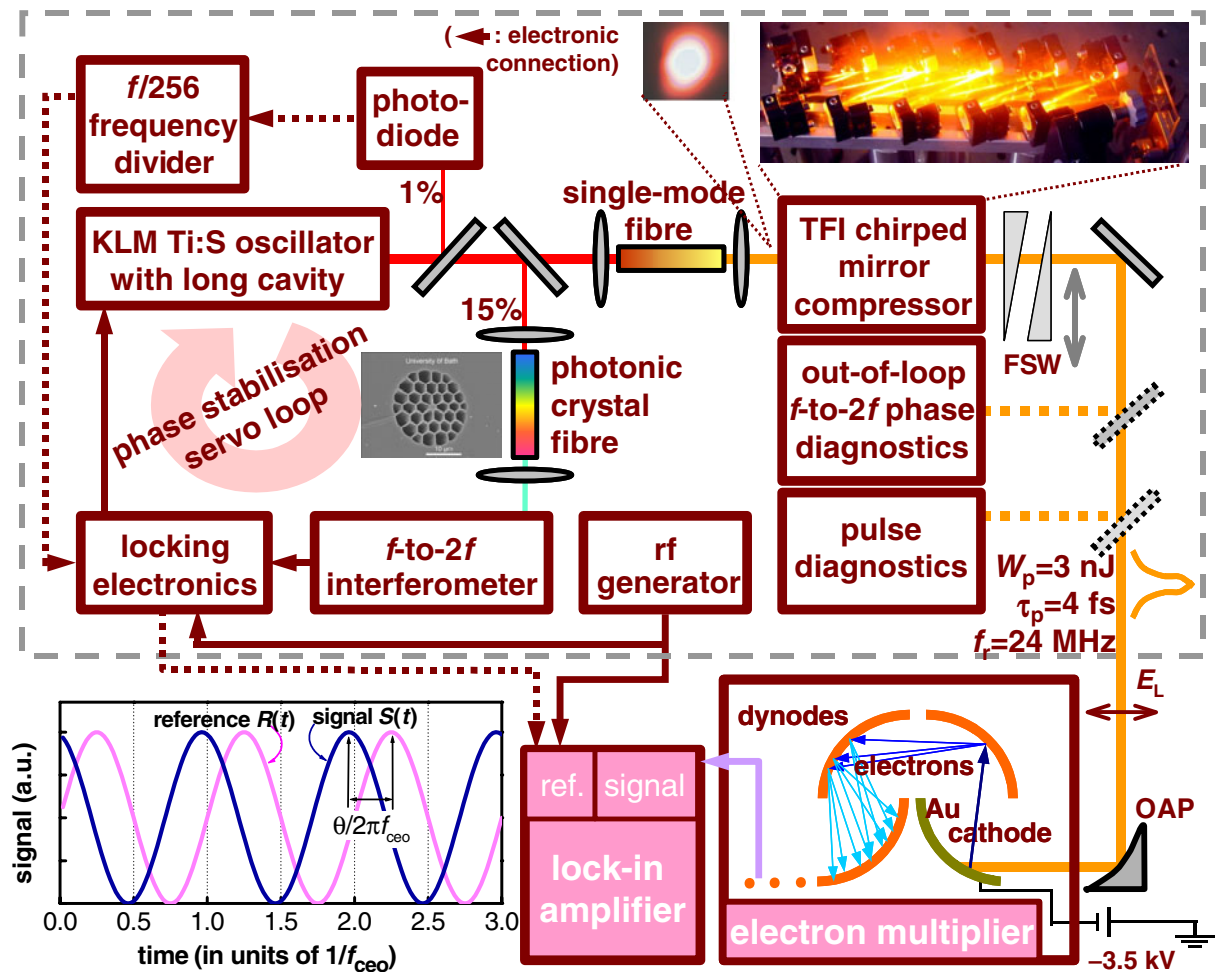 ( : electronic
connection)
f/256
frequency
divider
photo-
diode
1%
single-mode
fibre
KLM Ti:S oscillator
with long cavity
TFI chirped
mirror
compressor
15%
FSW
phase stabilisation
servo loop
University of Bath
10 µm
photonic
crystal
fibre
out-of-loop
f-to-2f phase
diagnostics
locking
electronics
f-to-2f
interferometer
rf
generator
pulse
diagnostics
Wp=3 nJ
τp=4 fs
fr=24 MHz
EL
reference R(t)
signal S(t)
θ/2πfceo
signal (a.u.)
0.0 0.5 1.0 1.5 2.0 2.5 3.0
time (in units of 1/fceo)
ref.
signal
lock-in
amplifier
dynodes
electrons
Au
cathode
OAP
electron multiplier
−3.5 kV